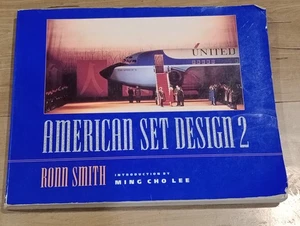 UNITED
AMERICAN SET DESIGN 2
RONN SMITH
INTRODUCTION BY
MING CHO LEE